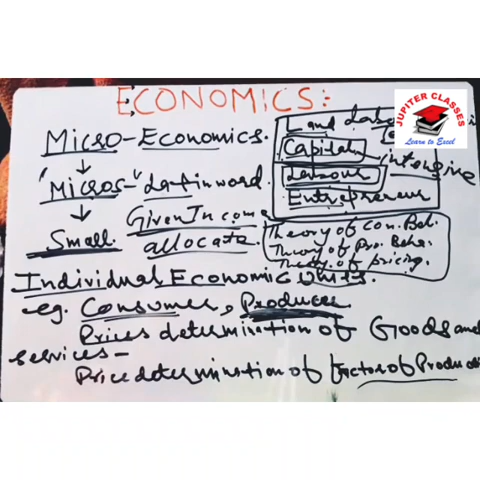 ECONOMICS:
JUPITER CLASSES
Learn to Excel
Micro-Economics.
Land
Capital
intensive
Labour
Entrepreneur
"Micros-" Latin word.
Small.
Given Income
allocate
Theory of Con. Beh.
Theory of Pro. Beha.
Theory of pricing.
Individual Economic Units.
eg. Consumer, Producer
Prices determination of Goods and
services-
Price determination of factor of Produc